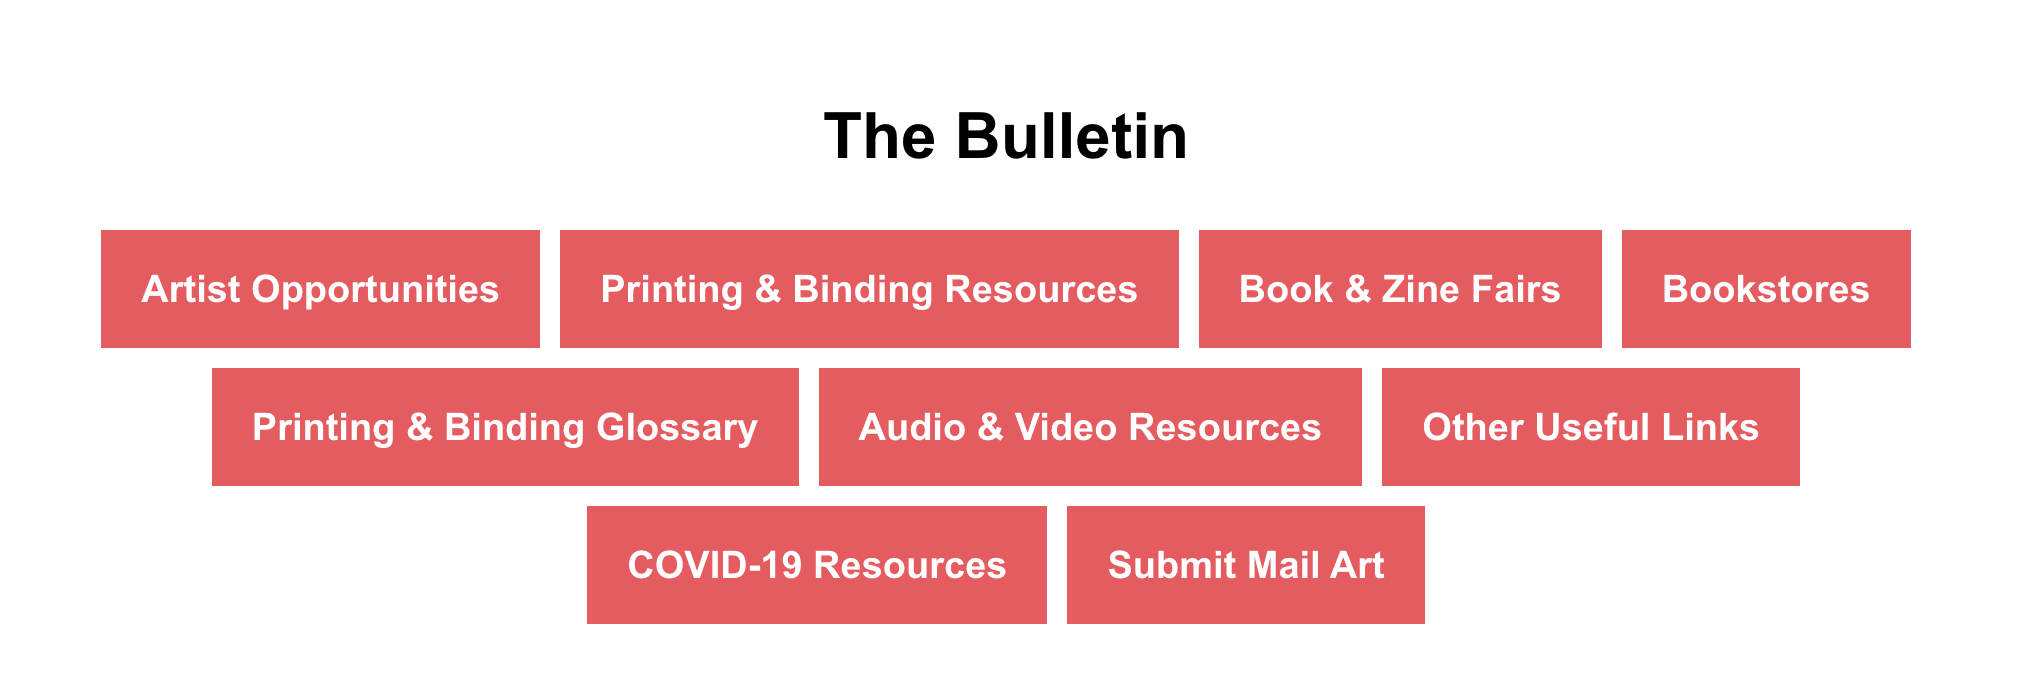 The Bulletin
Artist Opportunities Printing & Binding Resources Book & Zine Fairs Bookstores
Printing & Binding Glossary Audio & Video Resources Other Useful Links
COVID-19 Resources Submit Mail Art